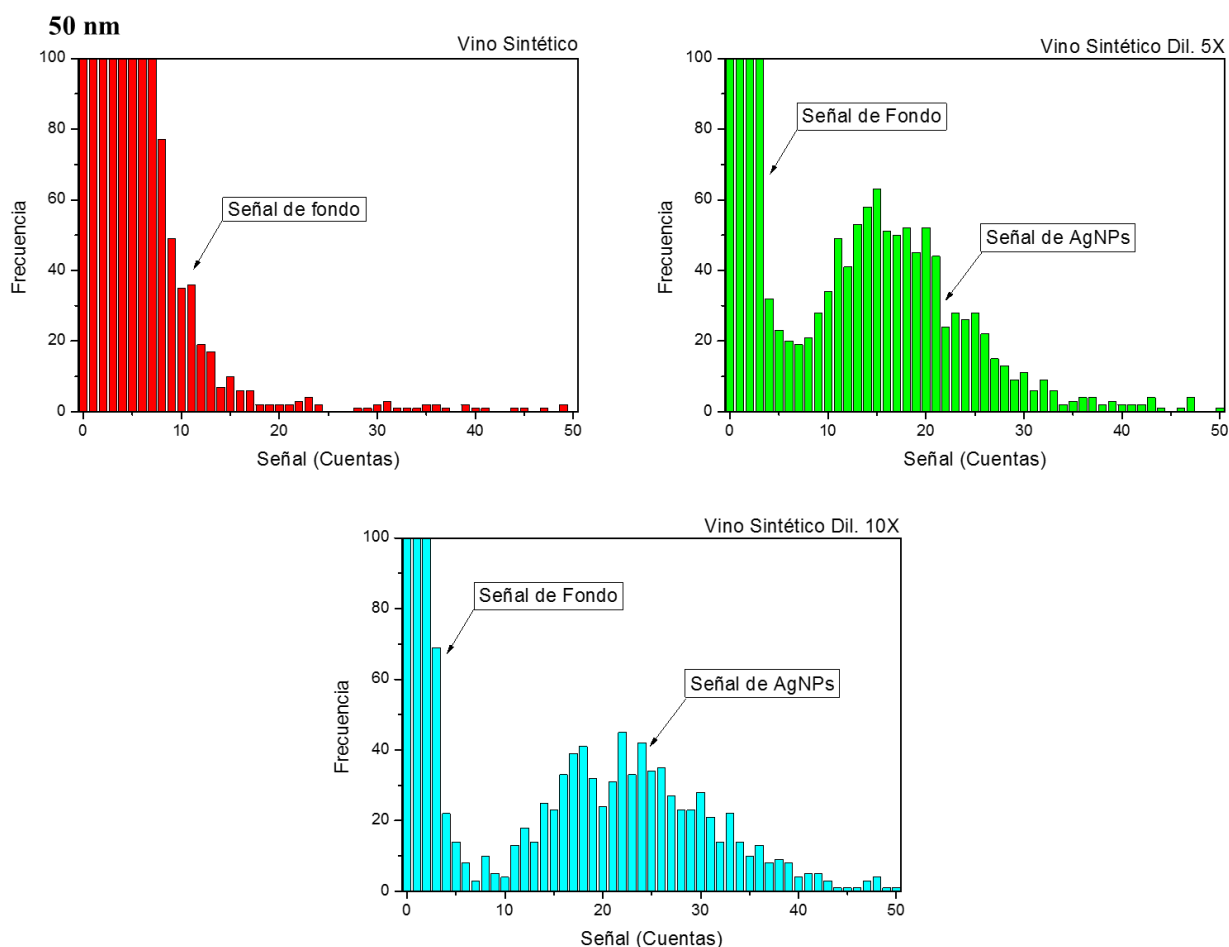 50 nm
Vino Sintético
100
80
60
40
20
0
Frecuencia
Señal de fondo
0 10 20 30 40 50
Señal (Cuentas)
Vino Sintético Dil. 5X
100
80
60
40
20
0
Frecuencia
Señal de Fondo
Señal de AgNPs
0 10 20 30 40 50
Señal (Cuentas)
Vino Sintético Dil. 10X
100
80
60
40
20
0
Frecuencia
Señal de Fondo
Señal de AgNPs
0 10 20 30 40 50
Señal (Cuentas)